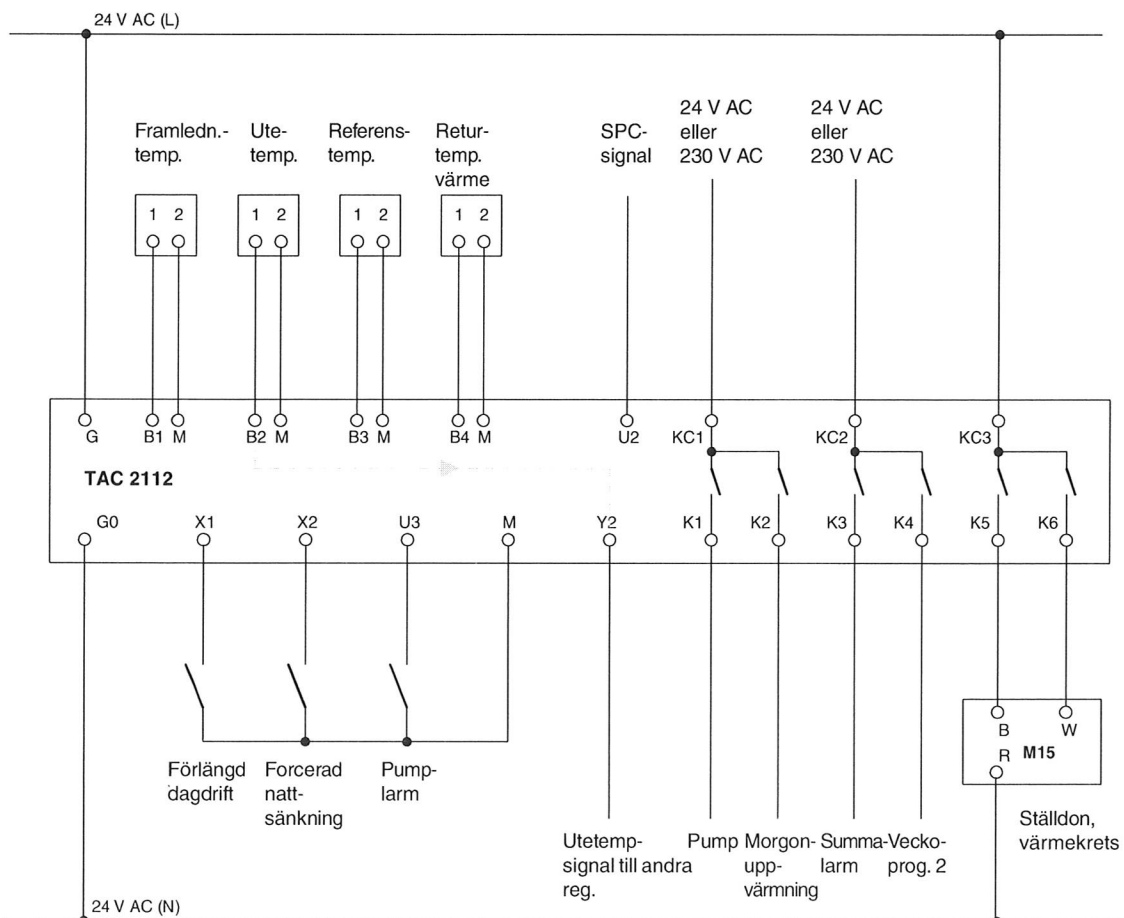 24 V AC (L)
Framledn.-
temp.
Ute-
temp.
Referens-
temp.
Retur-
temp.
värme
SPC-
signal
24 V AC
eller
230 V AC
24 V AC
eller
230 V AC
1 2
1 2
1 2
1 2
G B1 M B2 M B3 M B4 M U2 KC1 KC2 KC3
TAC 2112
G0 X1 X2 U3 M Y2 K1 K2 K3 K4 K5 K6
B W
R M15
Förlängd
dagdrift
Forcerad
natt-
sänkning
Pump-
larm
Ställdon,
värmekrets
Utetemp-
signal till andra
reg.
Pump
Morgon-
upp-
värmning
Summa-
larm
Vecko-
prog. 2
24 V AC (N)